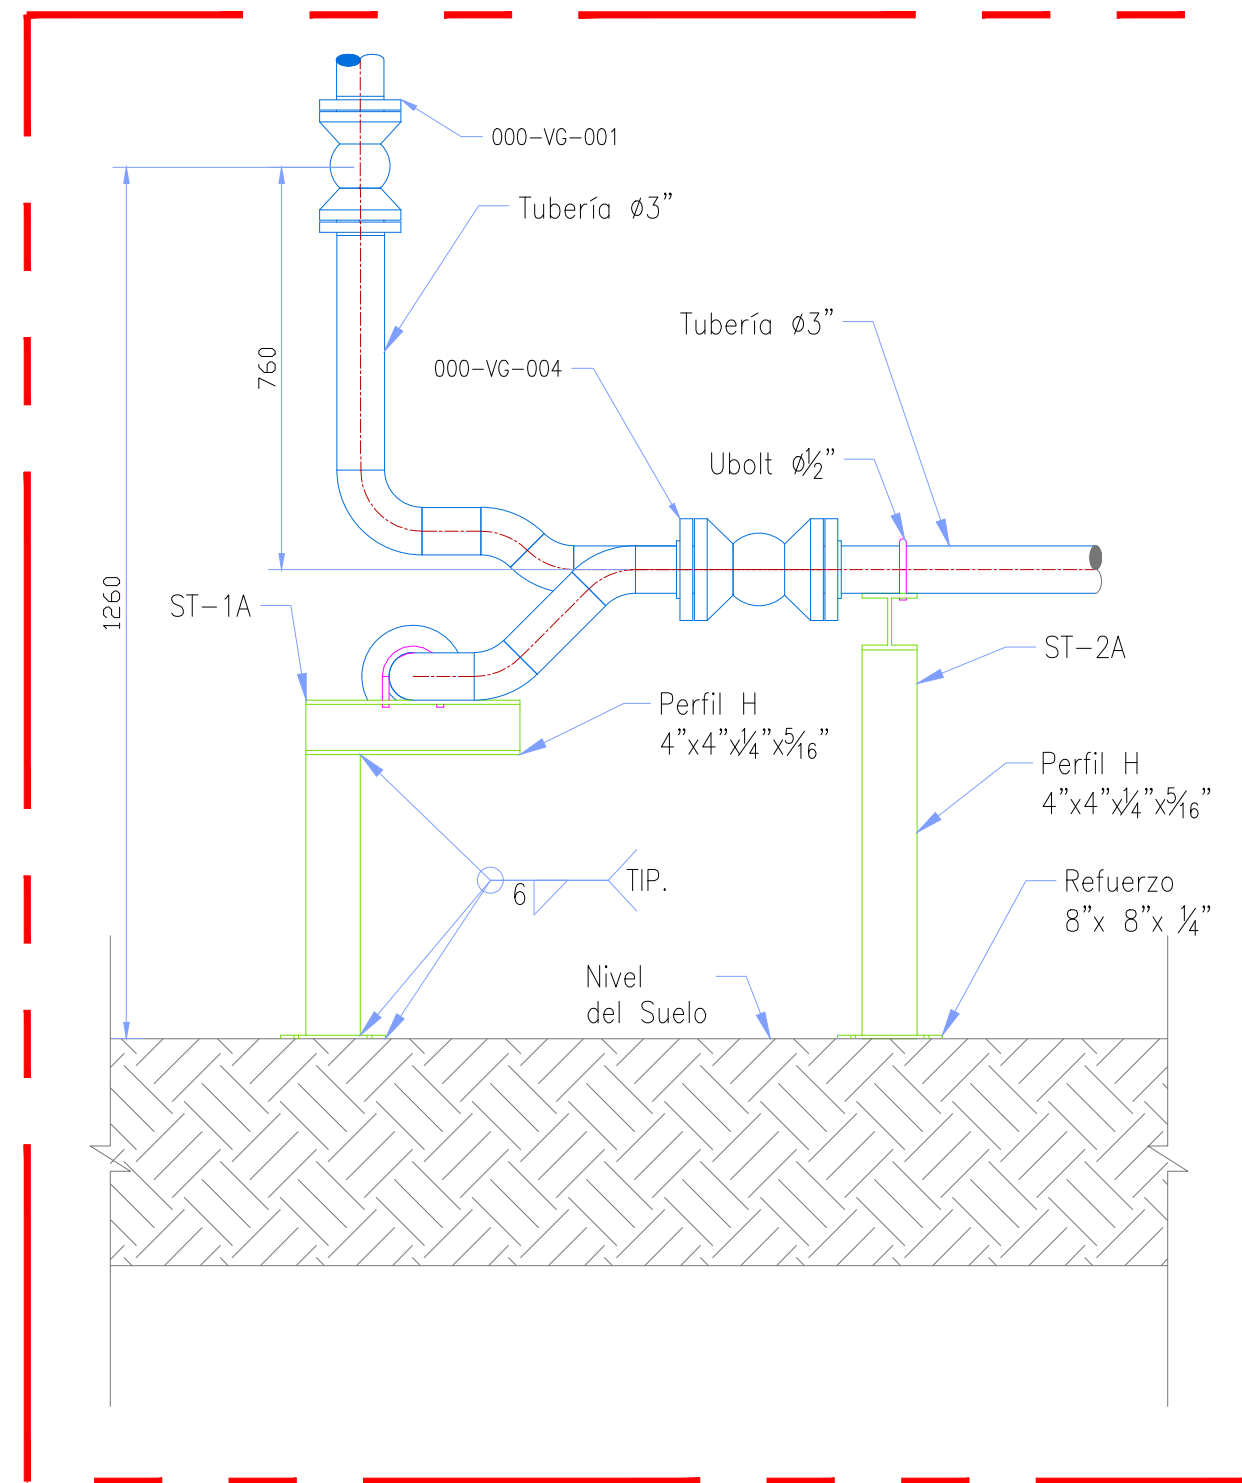 000-VG-001
Tubería ø3"
Tubería ø3"
760
000-VG-004
Ubolt ø1/2"
1260
ST-1A
ST-2A
Perfil H
4"x4"x1/4"x5/16"
Perfil H
4"x4"x1/4"x5/16"
6
TIP.
Refuerzo
8"x 8"x 1/4"
Nivel
del Suelo